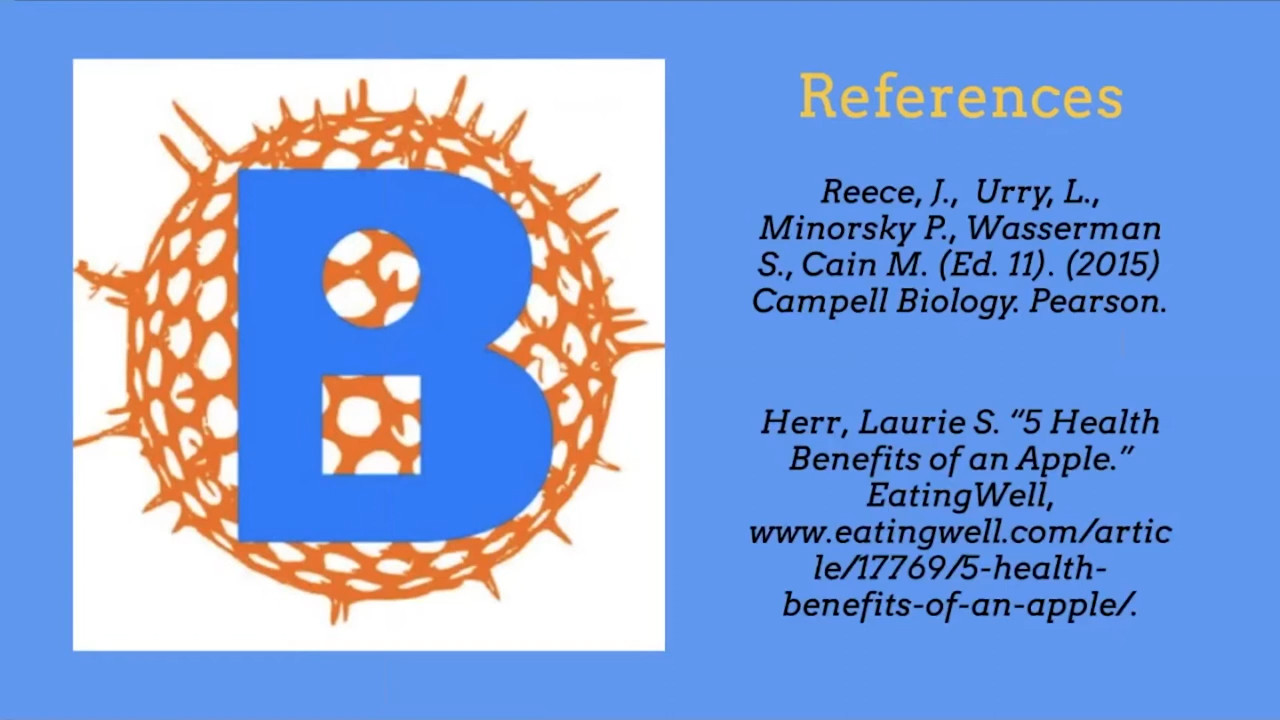 B
References
Reece, J., Urry, L.,
Minorsky P., Wasserman
S., Cain M. (Ed. 11). (2015)
Campell Biology. Pearson.
Herr, Laurie S. “5 Health
Benefits of an Apple.”
EatingWell,
www.eatingwell.com/artic
le/17769/5-health-
benefits-of-an-apple/.